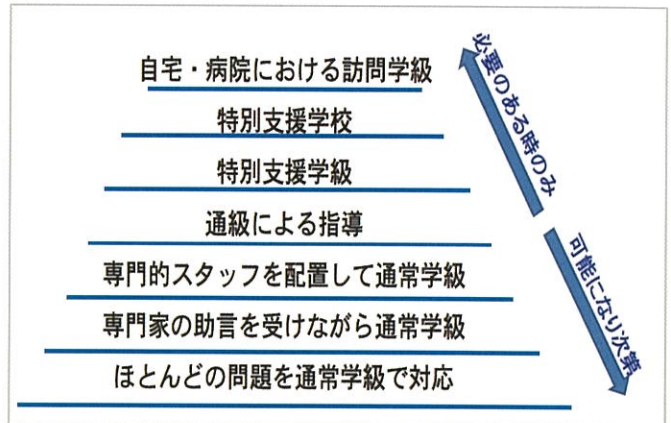 自宅・病院における訪問学級
特別支援学校
特別支援学級
通級による指導
専門的スタッフを配置して通常学級
専門家の助言を受けながら通常学級
ほとんどの問題を通常学級で対応
必要のある時のみ
可能になり次第